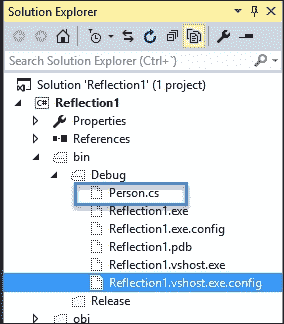 Solution Explorer
Search Solution Explorer (Ctrl+`)
Solution 'Reflection1' (1 project)
C# Reflection1
Properties
References
bin
Debug
Person.cs
Reflection1.exe
Reflection1.exe.config
Reflection1.pdb
Reflection1.vshost.exe
Reflection1.vshost.exe.config
Release
obj